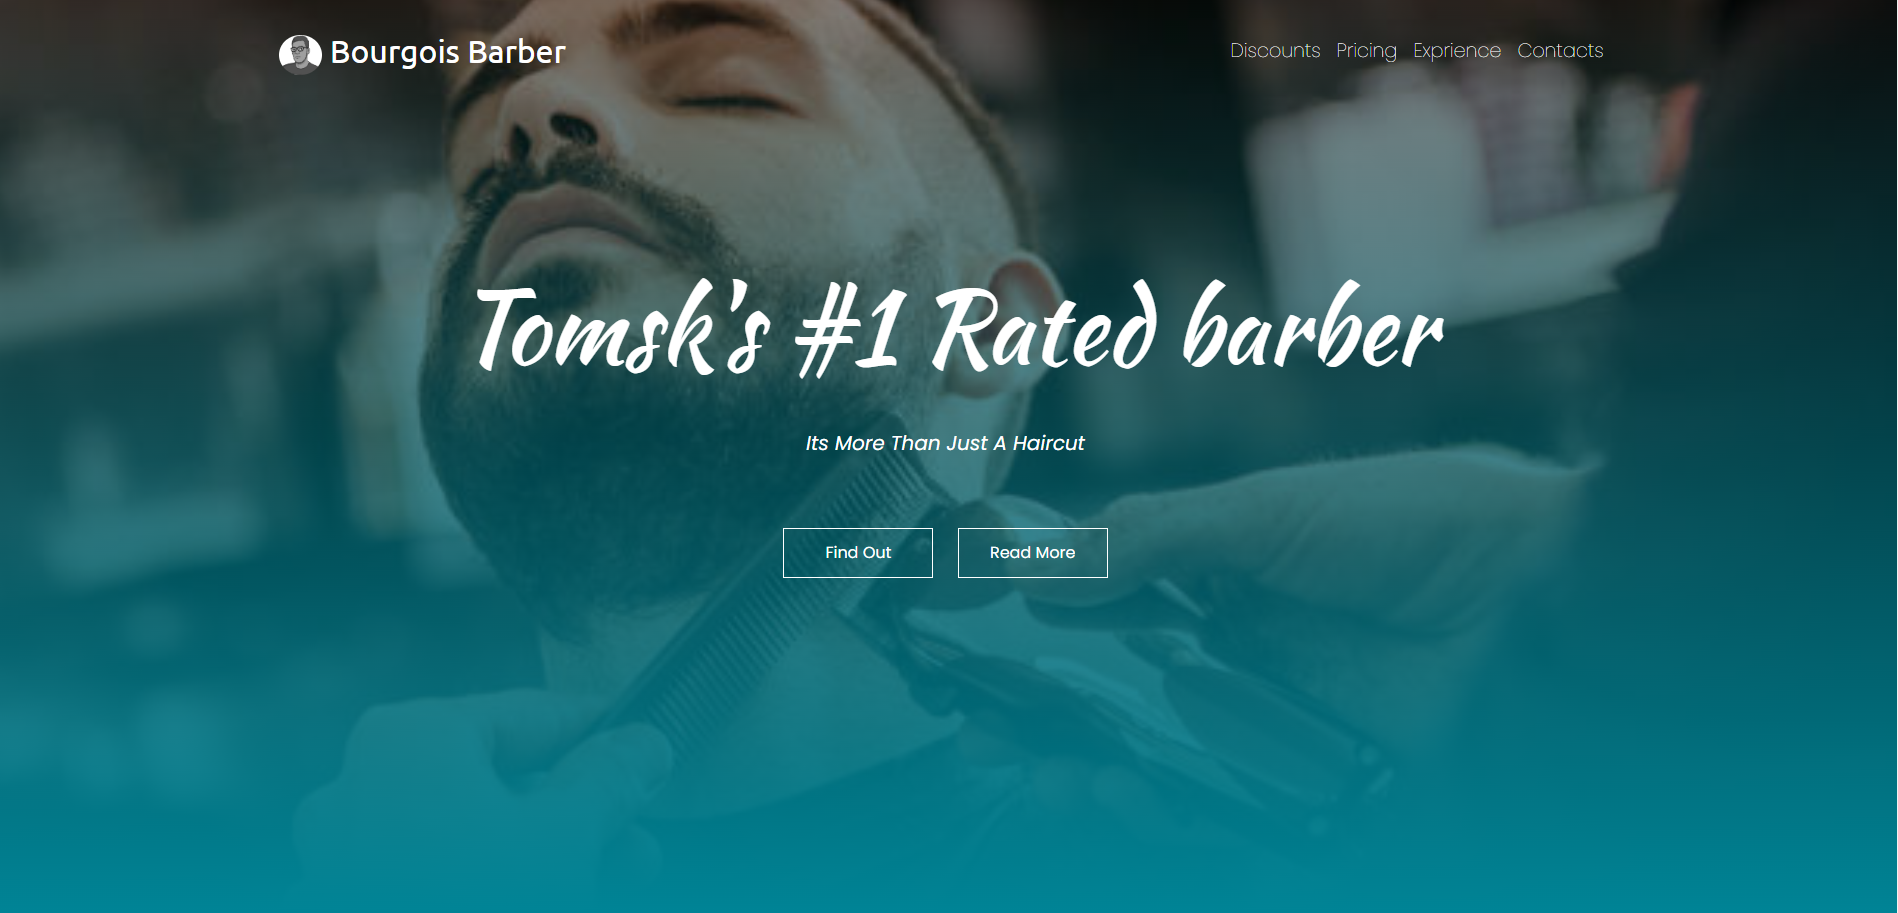 Bourgois Barber
Discounts Pricing Exprience Contacts
Tomsk's #1 Rated barber
Its More Than Just A Haircut
Find Out
Read More